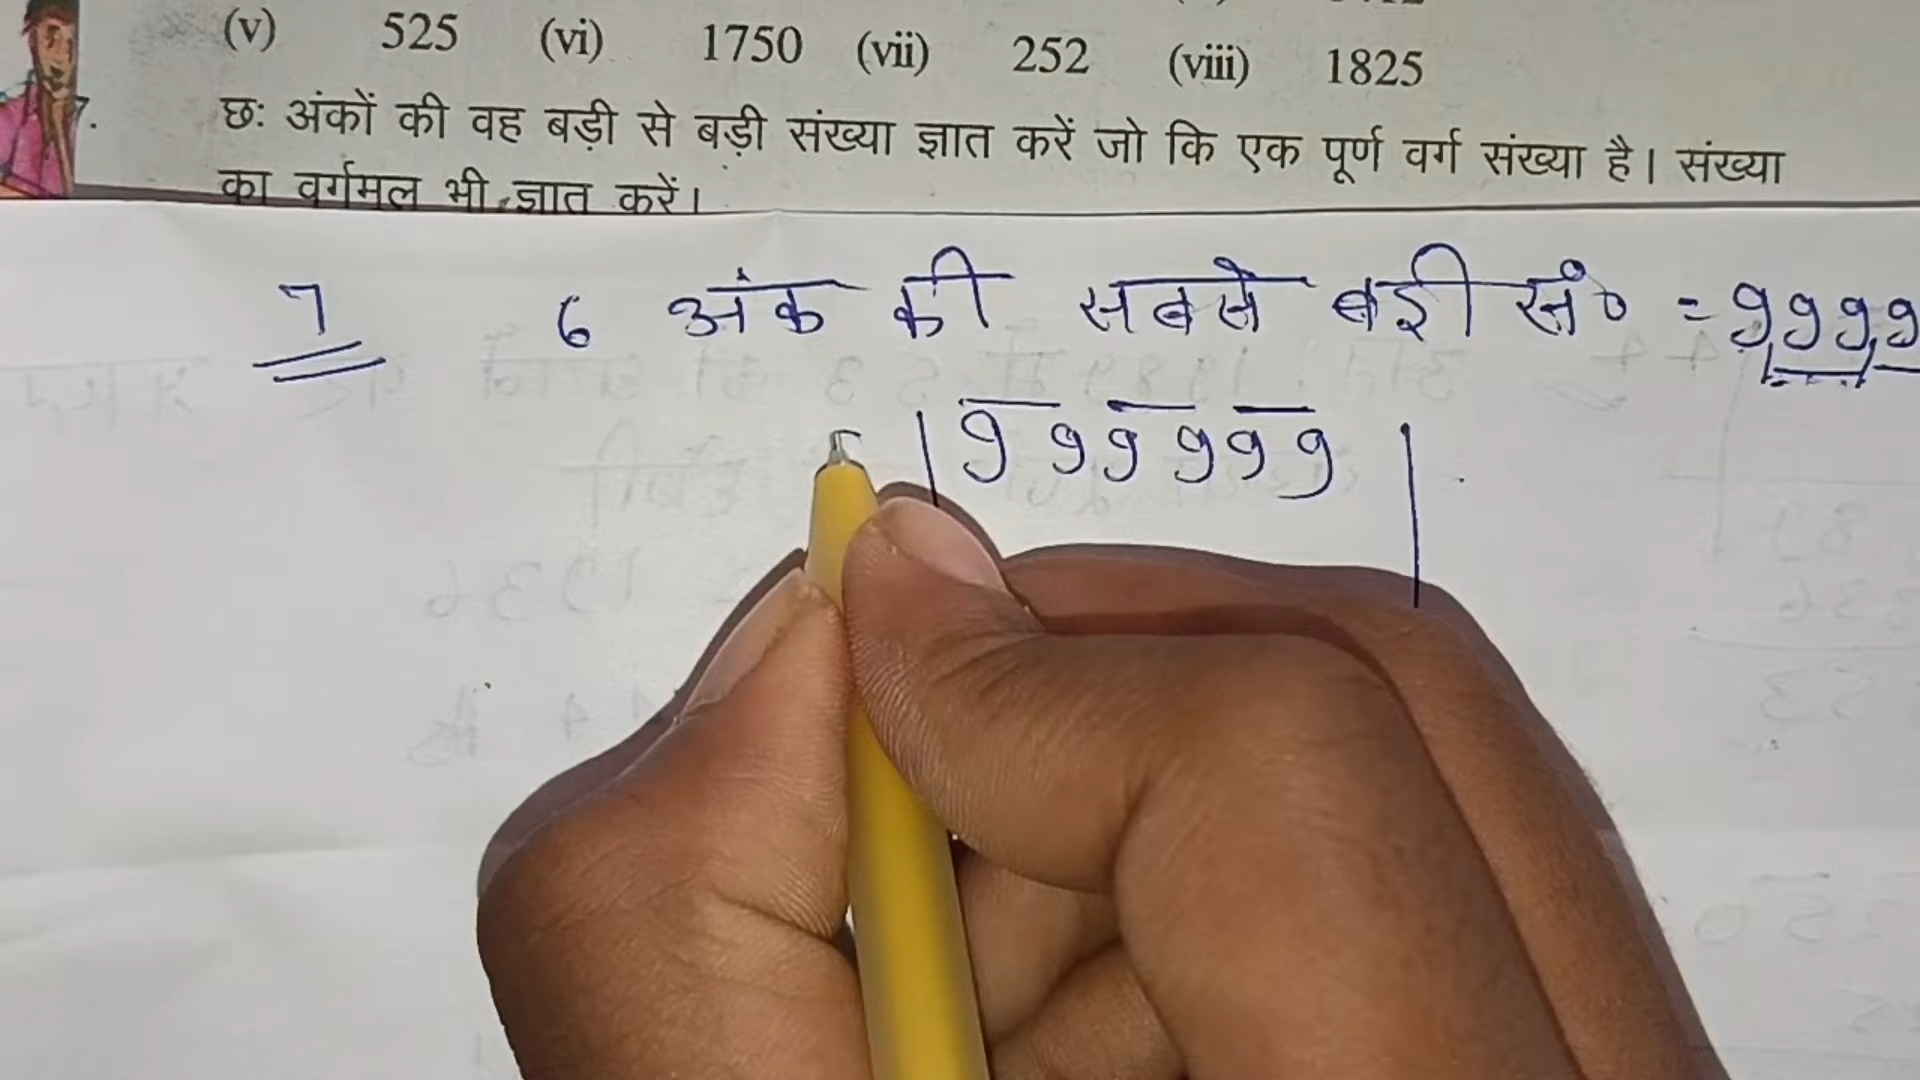 (v) 525 (vi) 1750 (vii) 252 (viii) 1825
7. छः अंकों की वह बड़ी से बड़ी संख्या ज्ञात करें जो कि एक पूर्ण वर्ग संख्या है। संख्या
का वर्गमूल भी ज्ञात करें।
7 6 अंक की सबसे बड़ी सं० = 9999
999999